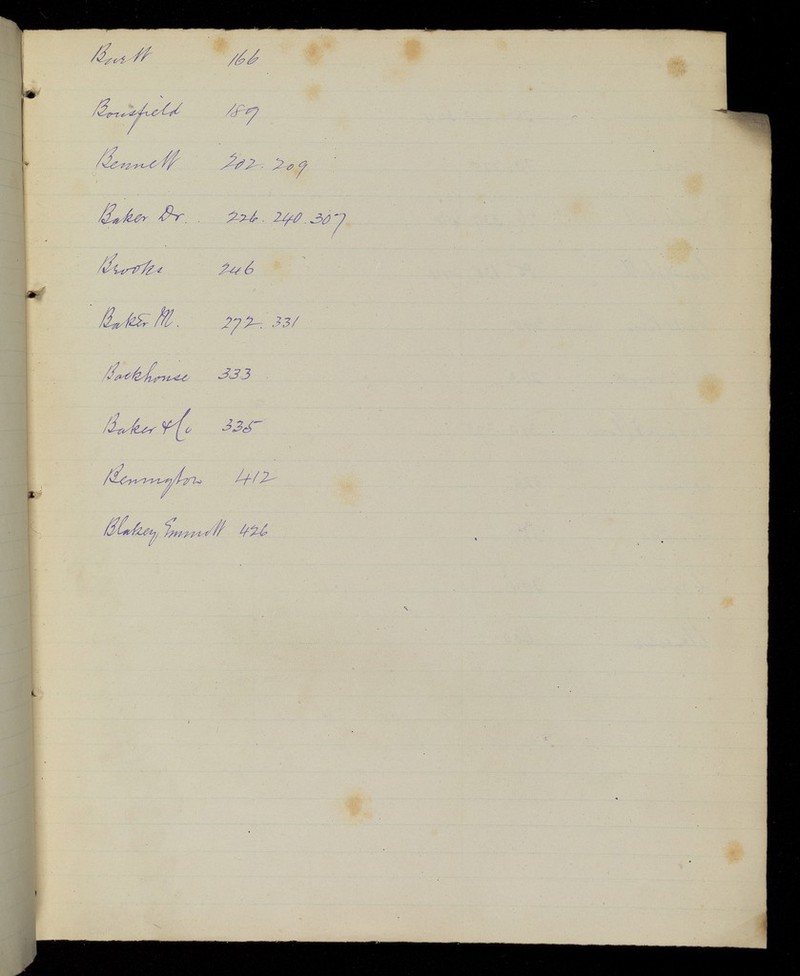 Burtt 166
Bousfield 189
Bennett 202. 209
Baker Dr. 226. 240. 307
Brooks 246
Baker M. 272. 331
Backhouse 333
Baker & Co 335
Bennington 412
Blakey Emmott 426